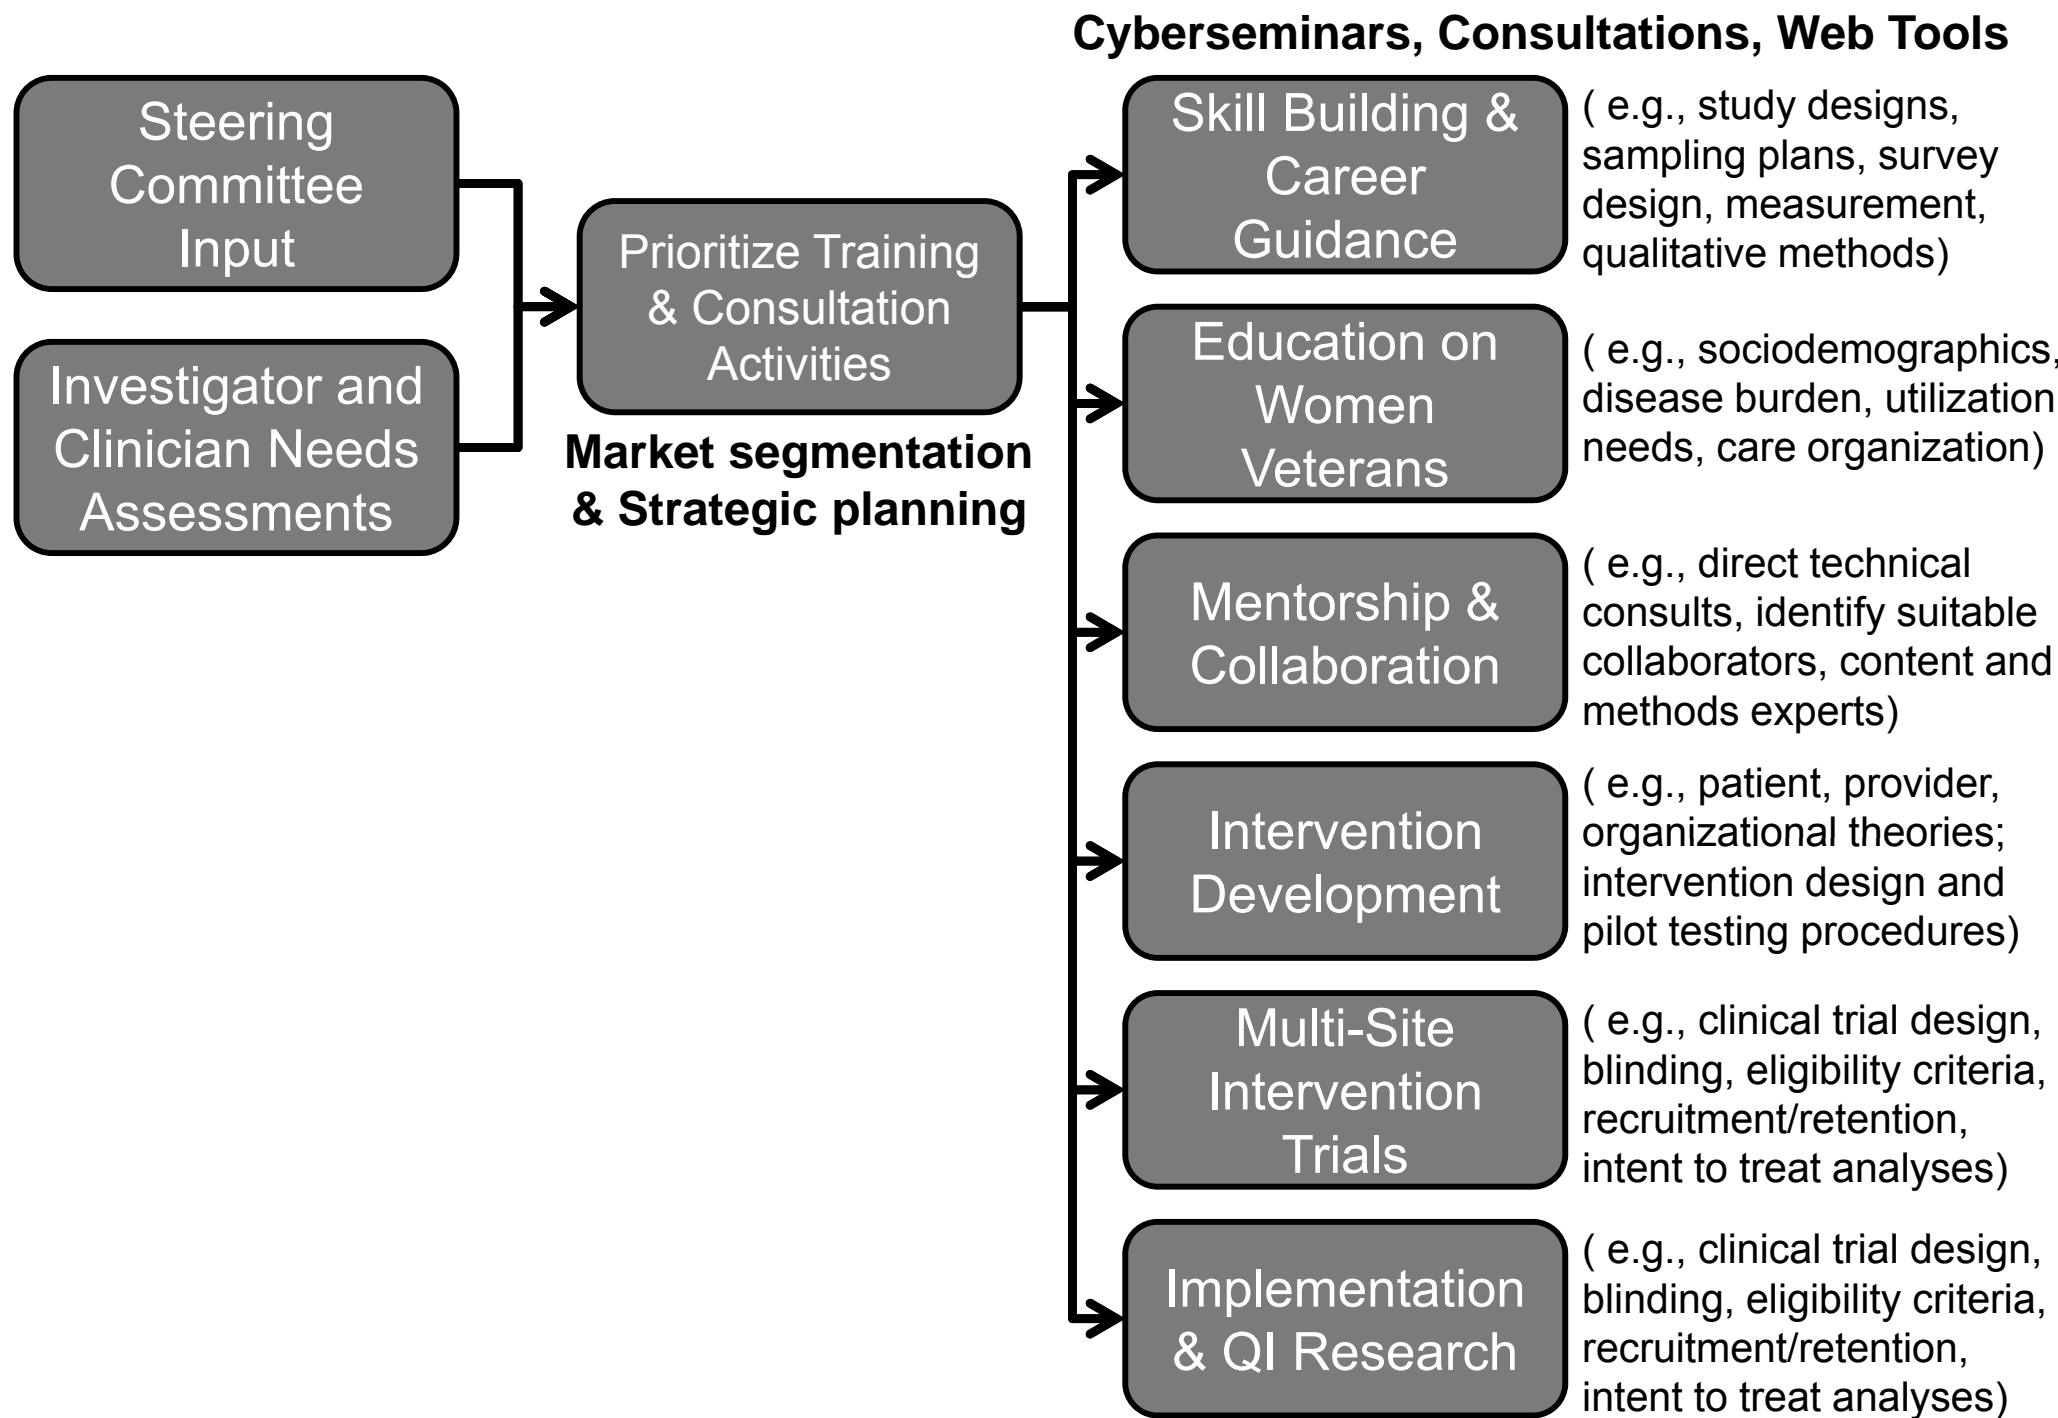 Cyberseminars, Consultations, Web Tools
Steering
Committee
Input
Investigator and
Clinician Needs
Assessments
Prioritize Training
& Consultation
Activities
Market segmentation
& Strategic planning
Skill Building &
Career
Guidance
( e.g., study designs,
sampling plans, survey
design, measurement,
qualitative methods)
Education on
Women
Veterans
( e.g., sociodemographics,
disease burden, utilization
needs, care organization)
Mentorship &
Collaboration
( e.g., direct technical
consults, identify suitable
collaborators, content and
methods experts)
Intervention
Development
( e.g., patient, provider,
organizational theories;
intervention design and
pilot testing procedures)
Multi-Site
Intervention
Trials
( e.g., clinical trial design,
blinding, eligibility criteria,
recruitment/retention,
intent to treat analyses)
Implementation
& QI Research
( e.g., clinical trial design,
blinding, eligibility criteria,
recruitment/retention,
intent to treat analyses)